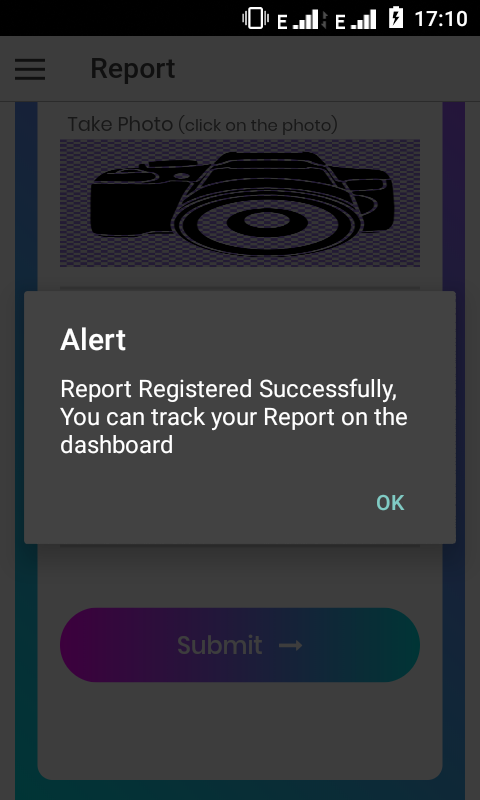 E E 17:10
Report
Take Photo (click on the photo)
Alert
Report Registered Successfully,
You can track your Report on the
dashboard
OK
Submit